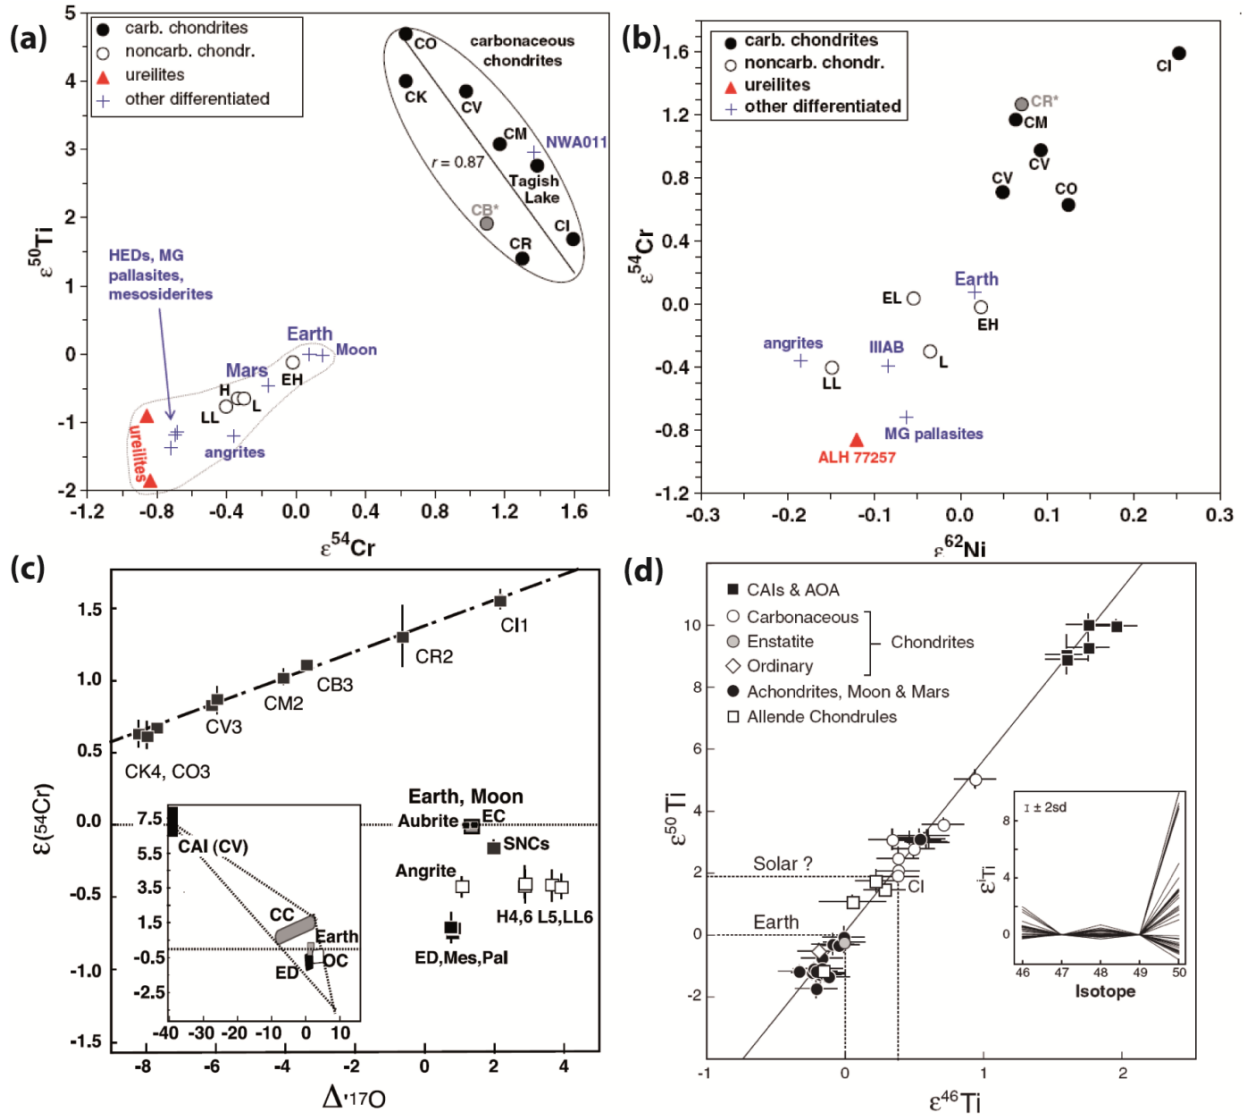 (a)
carb. chondrites
noncarb. chondr.
ureilites
other differentiated
5
4
3
2
1
0
-1
-2
ε50Ti
CO
carbonaceous
chondrites
CK
CV
CM
NWA011
r = 0.87
Tagish
Lake
CB*
CI
CR
HEDs, MG
pallasites,
mesosiderites
Earth
Moon
Mars
EH
H
L
LL
angrites
ureilites
-1.2 -0.8 -0.4 0.0 0.4 0.8 1.2 1.6
ε54Cr
(b)
carb. chondrites
noncarb. chondr.
ureilites
other differentiated
1.6
1.2
0.8
0.4
0.0
-0.4
-0.8
-1.2
ε54Cr
CI
CR*
CM
CV
CV
CO
Earth
EL
EH
angrites
IIIAB
LL
L
MG pallasites
ALH 77257
-0.3 -0.2 -0.1 0.0 0.1 0.2 0.3
ε62Ni
(c)
1.5
1.0
0.5
0.0
-0.5
-1.0
-1.5
ε(54Cr)
CI1
CR2
CB3
CM2
CV3
CK4, CO3
Earth, Moon
Aubrite
EC
SNCs
Angrite
H4,6 L5,LL6
ED,Mes,Pal
7.5
5.5
3.5
1.5
-0.5
-2.5
CAI (CV)
CC
Earth
ED
OC
-40 -30 -20 -10 0 10
-8 -6 -4 -2 0 2 4
Δ'17O
(d)
CAIs & AOA
Carbonaceous
Enstatite
Chondrites
Ordinary
Achondrites, Moon & Mars
Allende Chondrules
10
8
6
4
2
0
-2
ε50Ti
Solar ?
CI
Earth
I ± 2sd
8
4
0
εiTi
46 47 48 49 50
Isotope
-1 0 1 2
ε46Ti